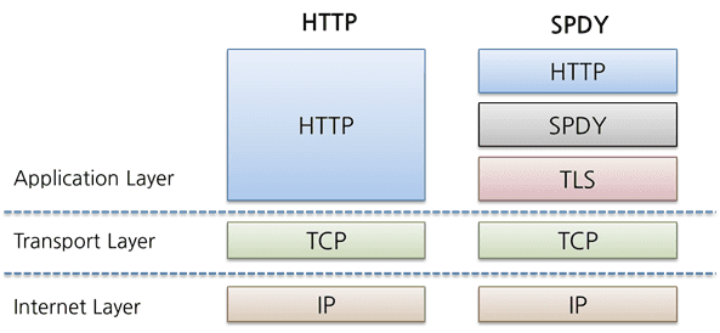 HTTP
SPDY
HTTP
HTTP
SPDY
Application Layer
TLS
Transport Layer
TCP
TCP
Internet Layer
IP
IP